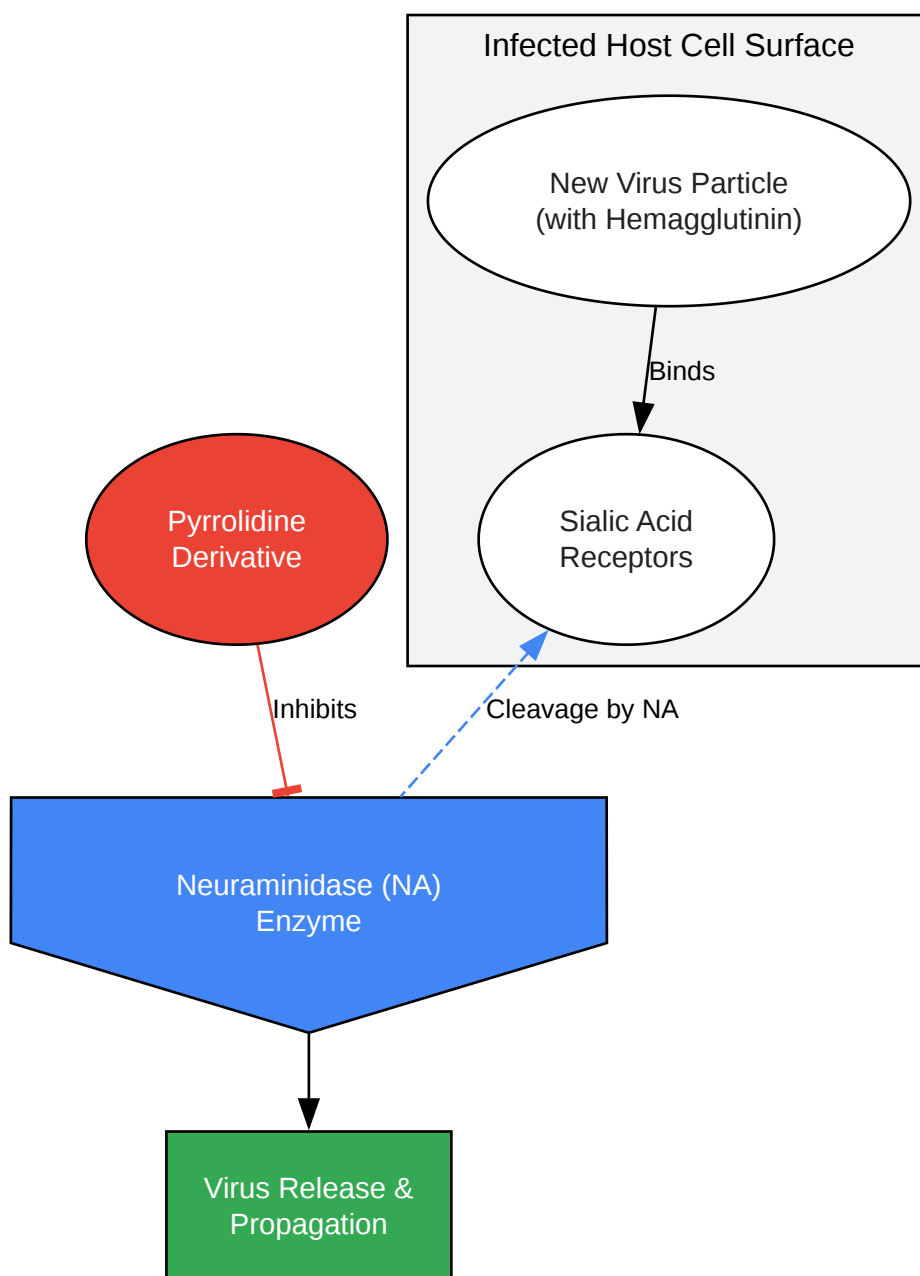 Infected Host Cell Surface
New Virus Particle
(with Hemagglutinin)
Binds
Pyrrolidine
Derivative
Sialic Acid
Receptors
Inhibits
Cleavage by NA
Neuraminidase (NA)
Enzyme
Virus Release &
Propagation